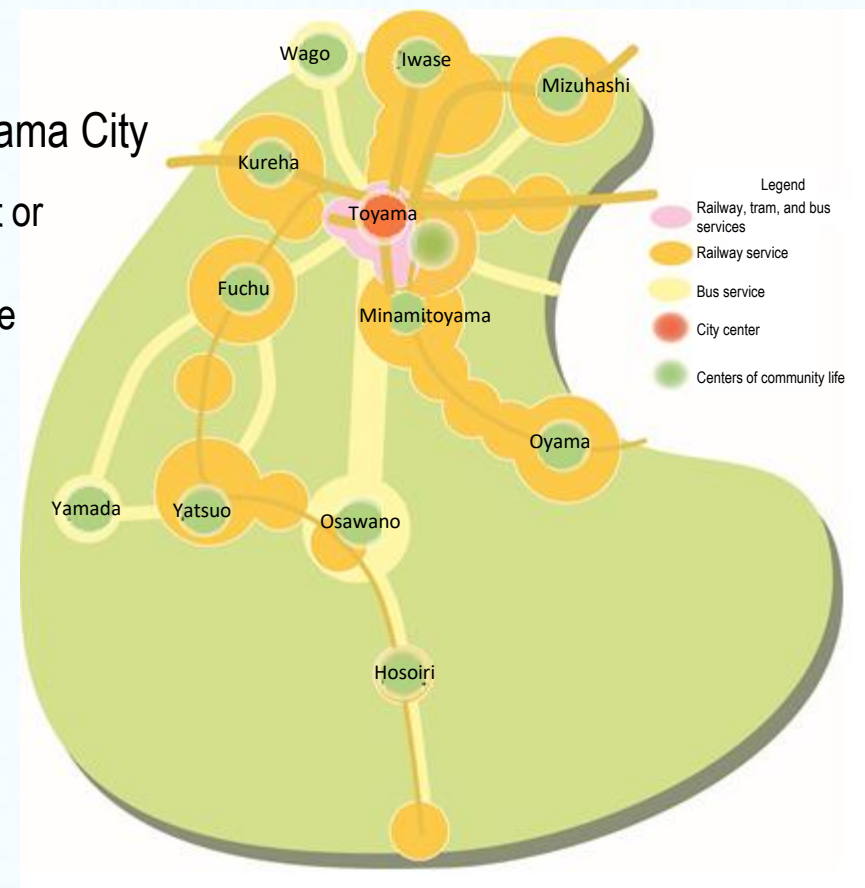 ama City
t or
e
Wago
Iwase
Mizuhashi
Kureha
Toyama
Fuchu
Minamitoyama
Oyama
Yamada
Yatsuo
Osawano
Hosoiri
Legend
Railway, tram, and bus
services
Railway service
Bus service
City center
Centers of community life